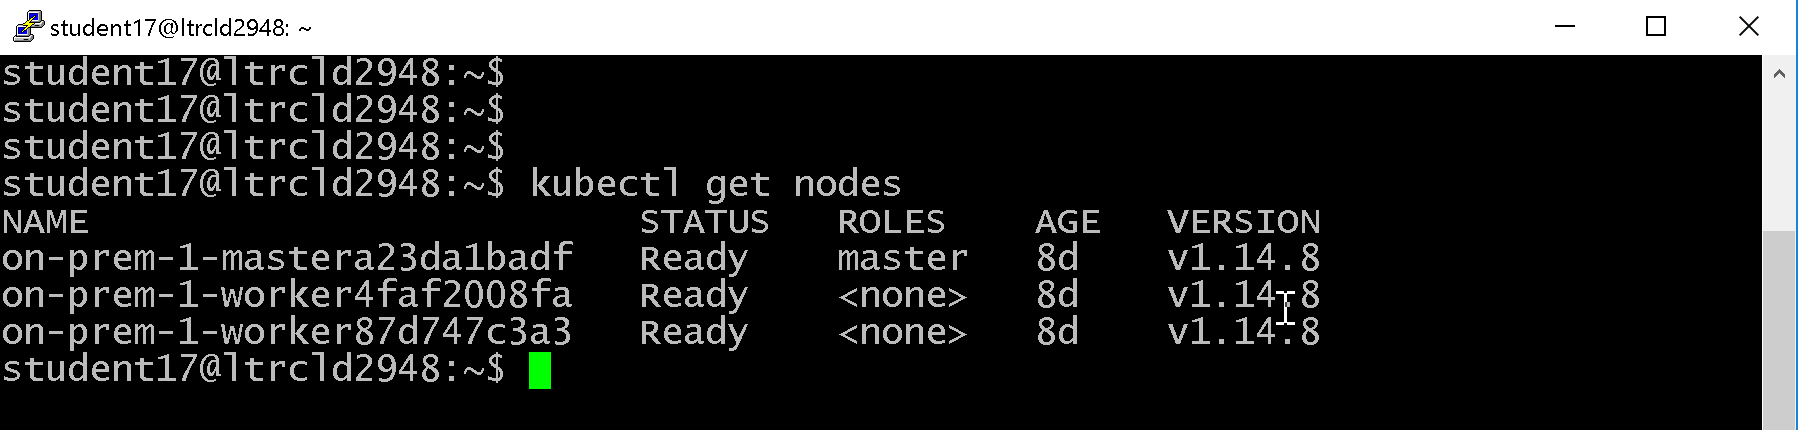 student17@ltrcld2948: ~
student17@ltrcld2948:~$
student17@ltrcld2948:~$
student17@ltrcld2948:~$
student17@ltrcld2948:~$ kubectl get nodes
NAME STATUS ROLES AGE VERSION
on-prem-1-mastera23da1badf Ready master 8d v1.14.8
on-prem-1-worker4faf2008fa Ready <none> 8d v1.14.8
on-prem-1-worker87d747c3a3 Ready <none> 8d v1.14.8
student17@ltrcld2948:~$